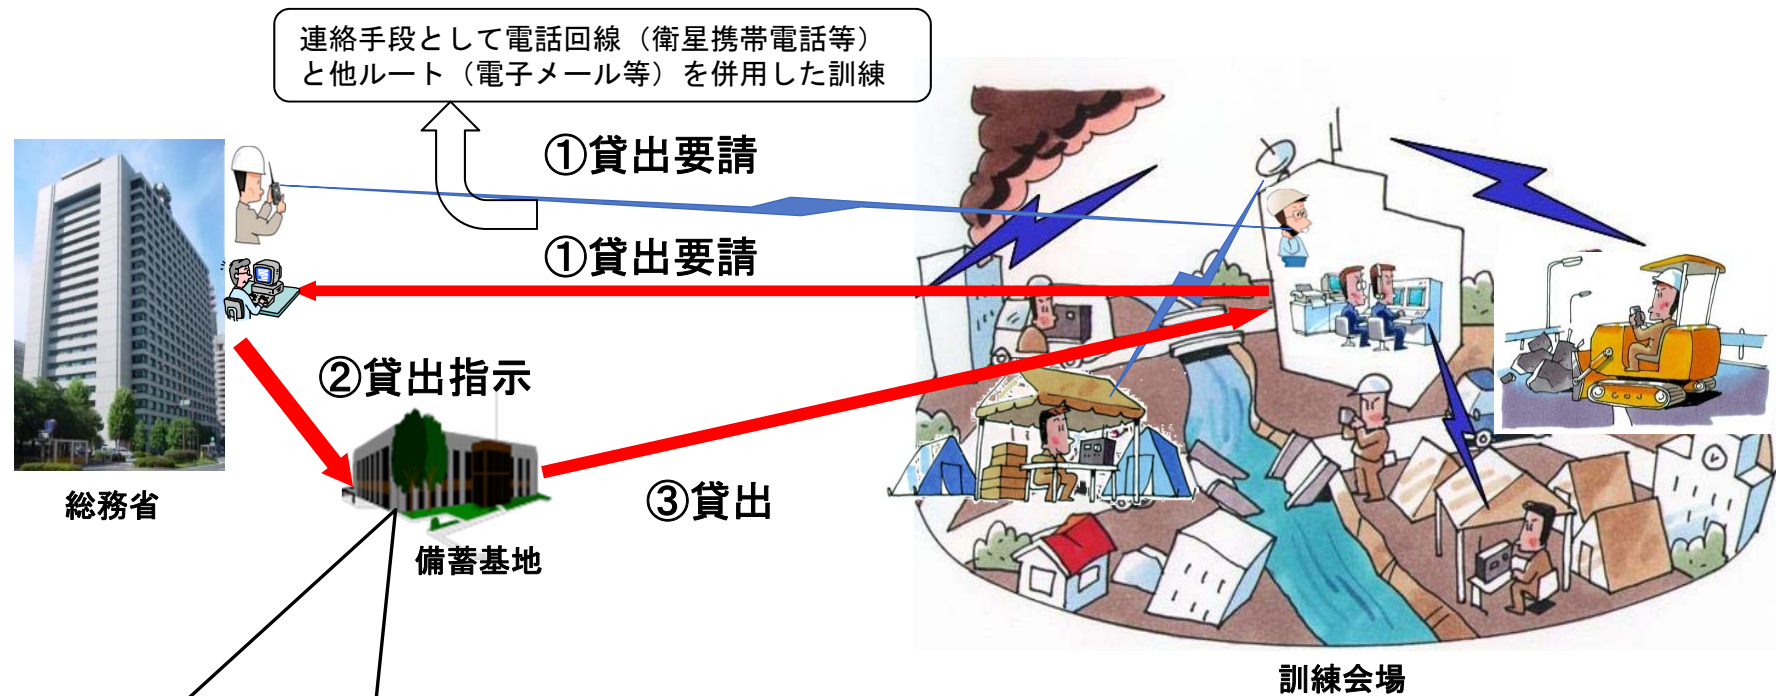 連絡手段として電話回線（衛星携帯電話等）
と他ルート（電子メール等）を併用した訓練
①貸出要請
①貸出要請
②貸出指示
③貸出
総務省
備蓄基地
訓練会場